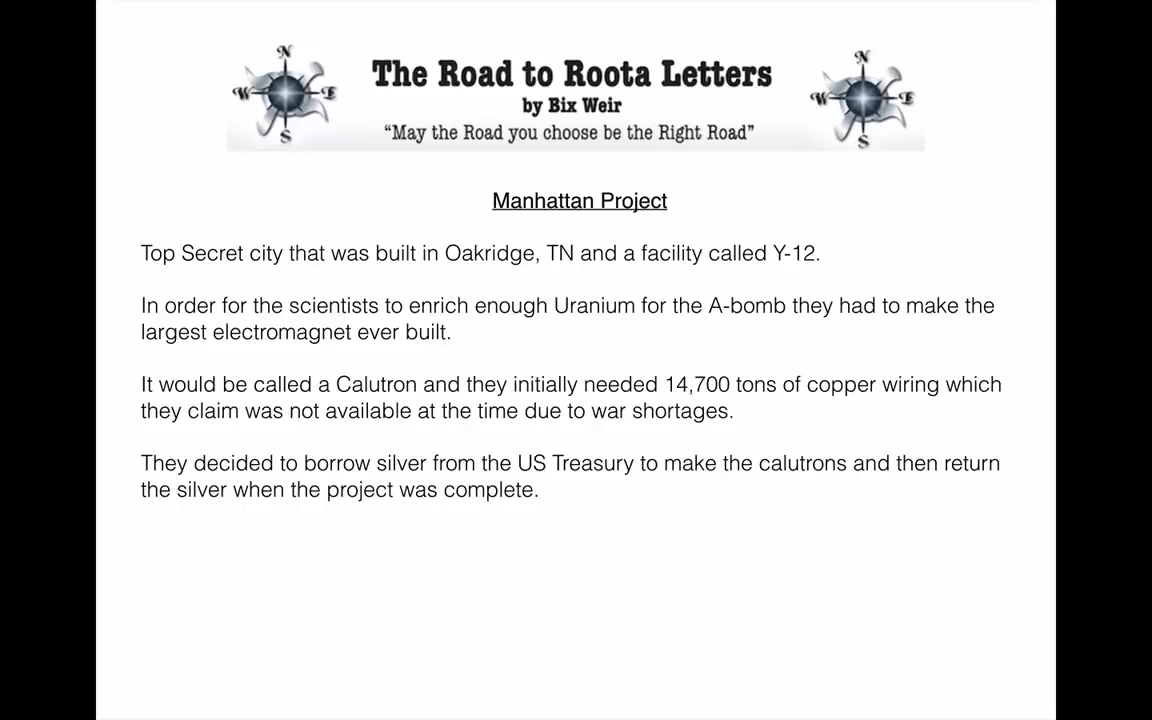 N
W E
S
The Road to Roota Letters
by Bix Weir
“May the Road you choose be the Right Road”
N
W E
S
Manhattan Project
Top Secret city that was built in Oakridge, TN and a facility called Y-12.
In order for the scientists to enrich enough Uranium for the A-bomb they had to make the
largest electromagnet ever built.
It would be called a Calutron and they initially needed 14,700 tons of copper wiring which
they claim was not available at the time due to war shortages.
They decided to borrow silver from the US Treasury to make the calutrons and then return
the silver when the project was complete.